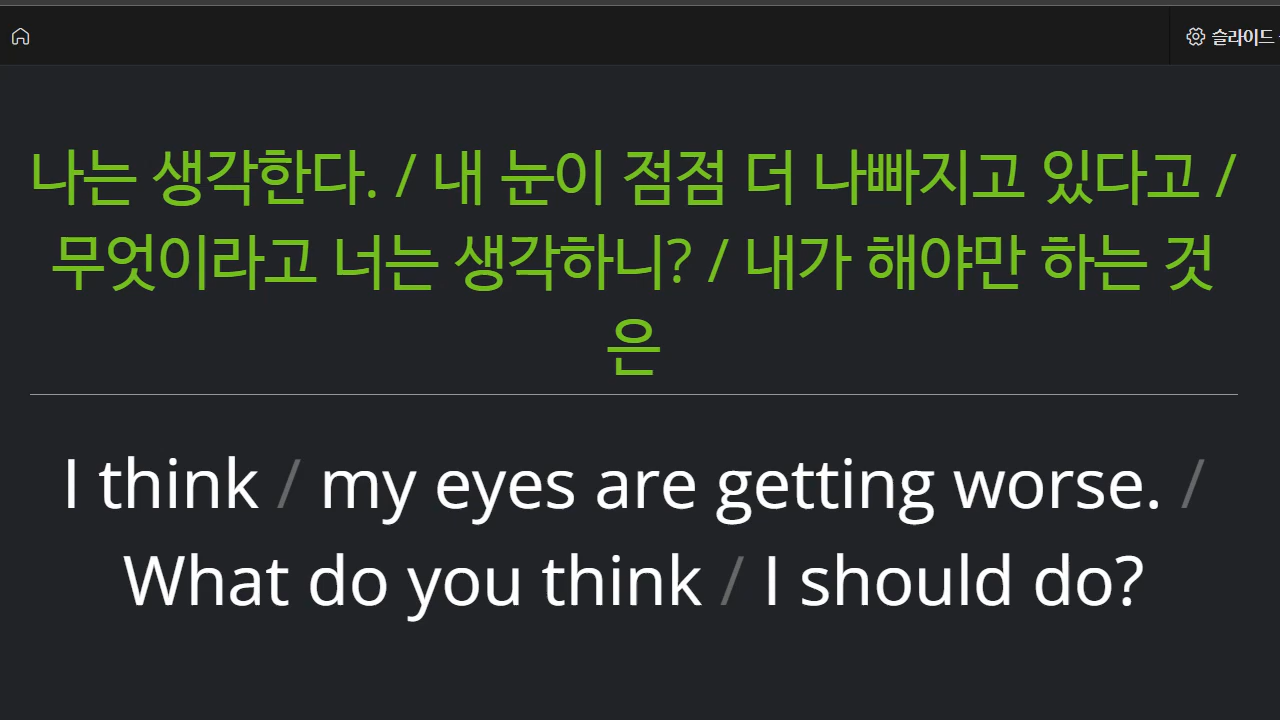 슬라이드
나는 생각한다. / 내 눈이 점점 더 나빠지고 있다고 /
무엇이라고 너는 생각하니? / 내가 해야만 하는 것
은
I think / my eyes are getting worse. /
What do you think / I should do?